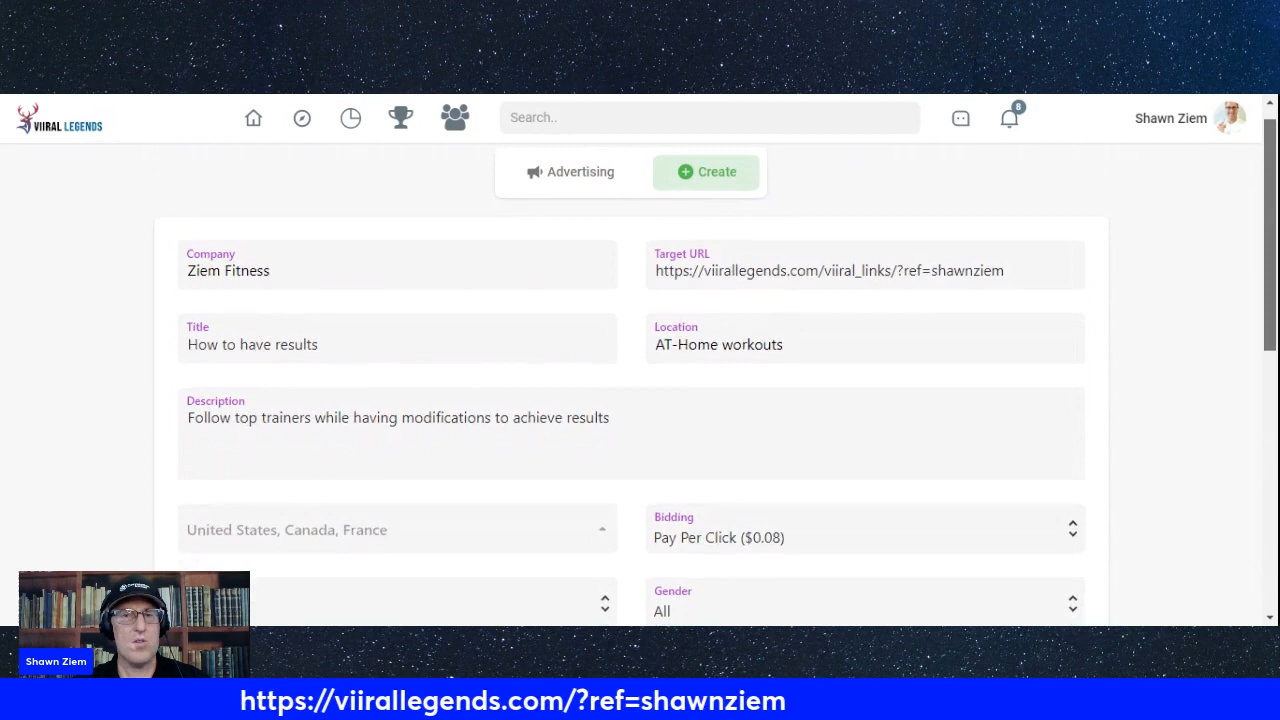 VIIRAL LEGENDS
Search..
8
Shawn Ziem
Advertising
Create
Company
Ziem Fitness
Target URL
https://viirallegends.com/viiral_links/?ref=shawnziem
Title
How to have results
Location
AT-Home workouts
Description
Follow top trainers while having modifications to achieve results
United States, Canada, France
Bidding
Pay Per Click ($0.08)
Gender
All
Shawn Ziem
https://viirallegends.com/?ref=shawnziem